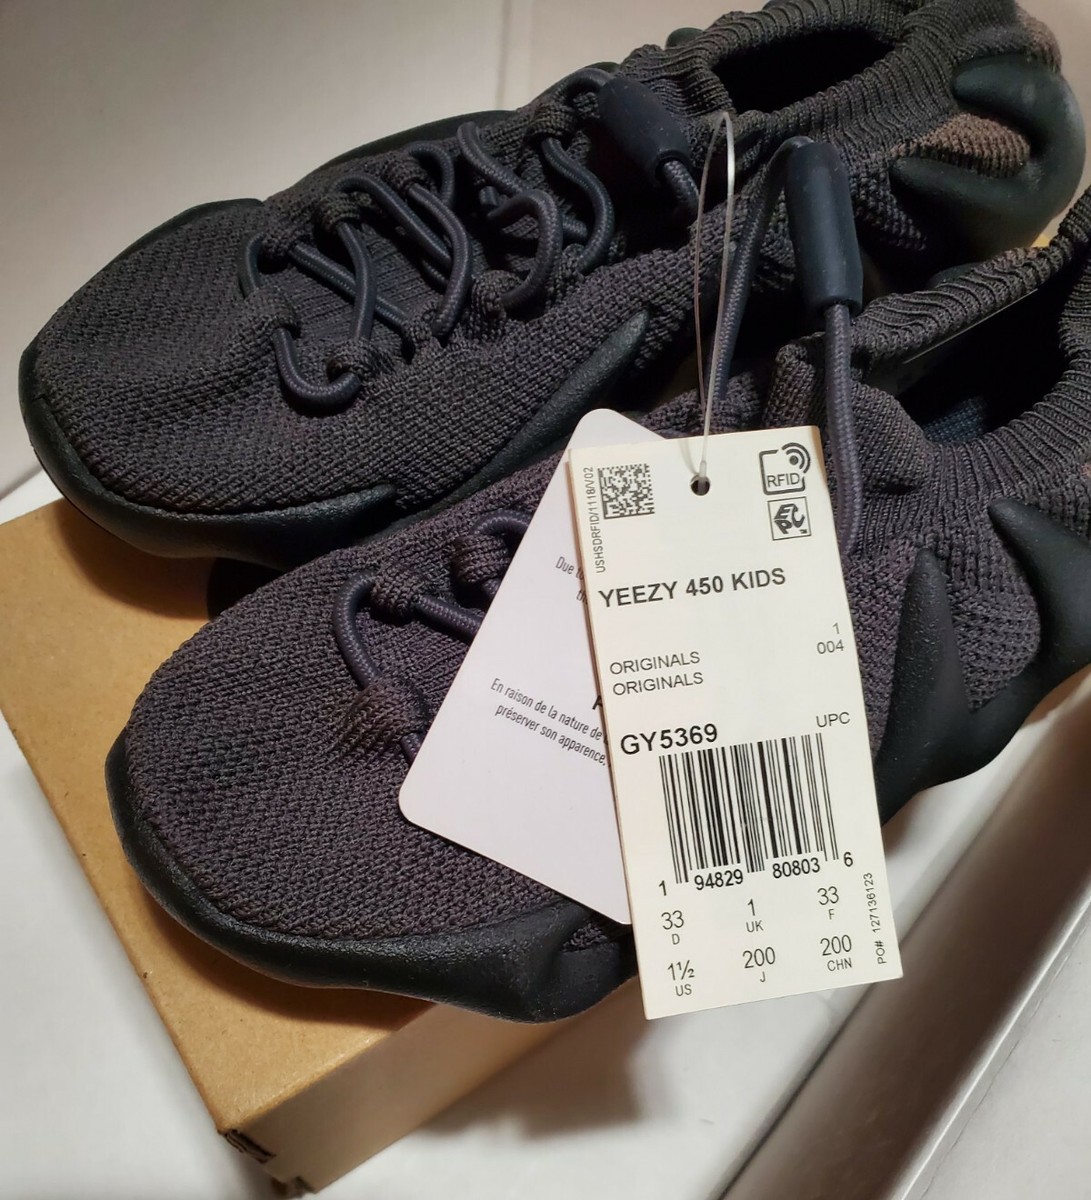 USHSDRFID/1118/V02
RFID
EPC
YEEZY 450 KIDS
1
004
ORIGINALS
ORIGINALS
UPC
GY5369
1 94829 80803 6
33 1 33
D UK F
1½ 200 200
US J CHN
PO# 127136123
Due
En raison de la nature de
préserver son apparence,